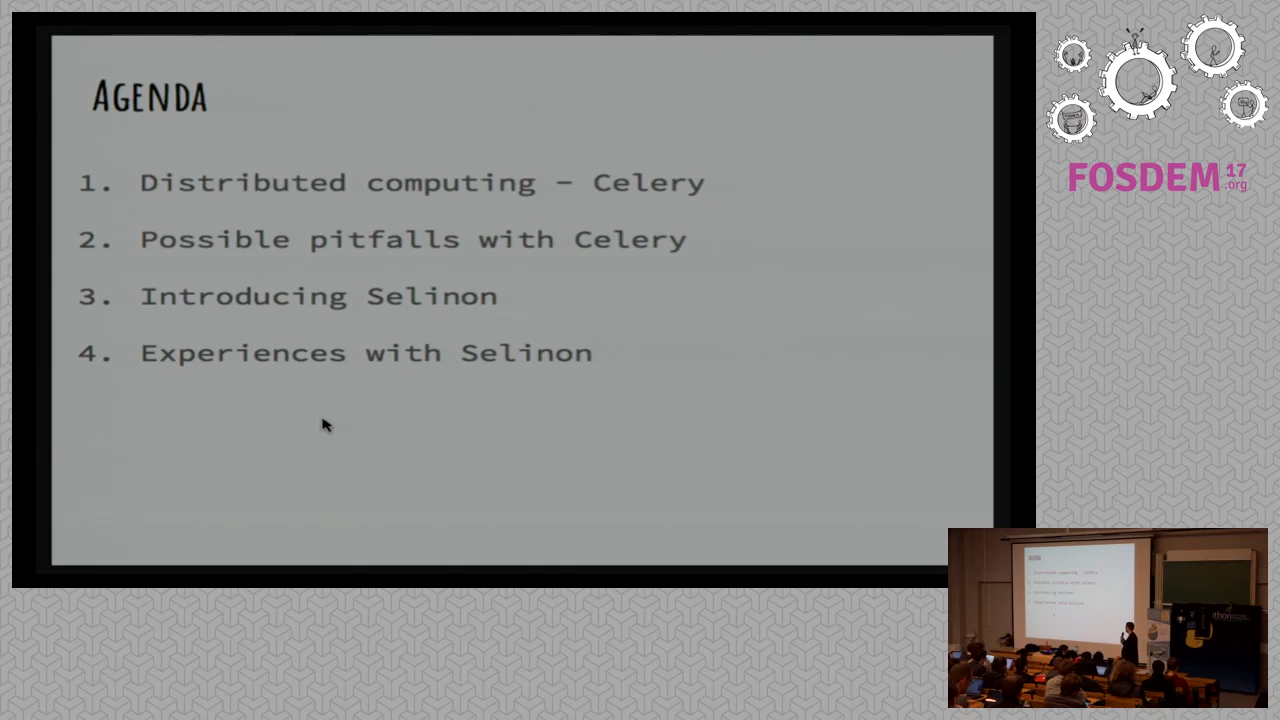 AGENDA
1. Distributed computing – Celery
2. Possible pitfalls with Celery
3. Introducing Selinon
4. Experiences with Selinon
FOSDEM 17
.org